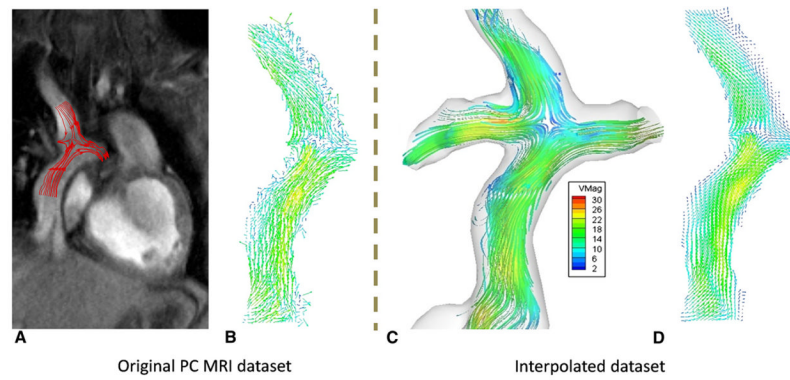 VMag
30
26
22
18
14
10
6
2
A
B
C
D
Original PC MRI dataset
Interpolated dataset